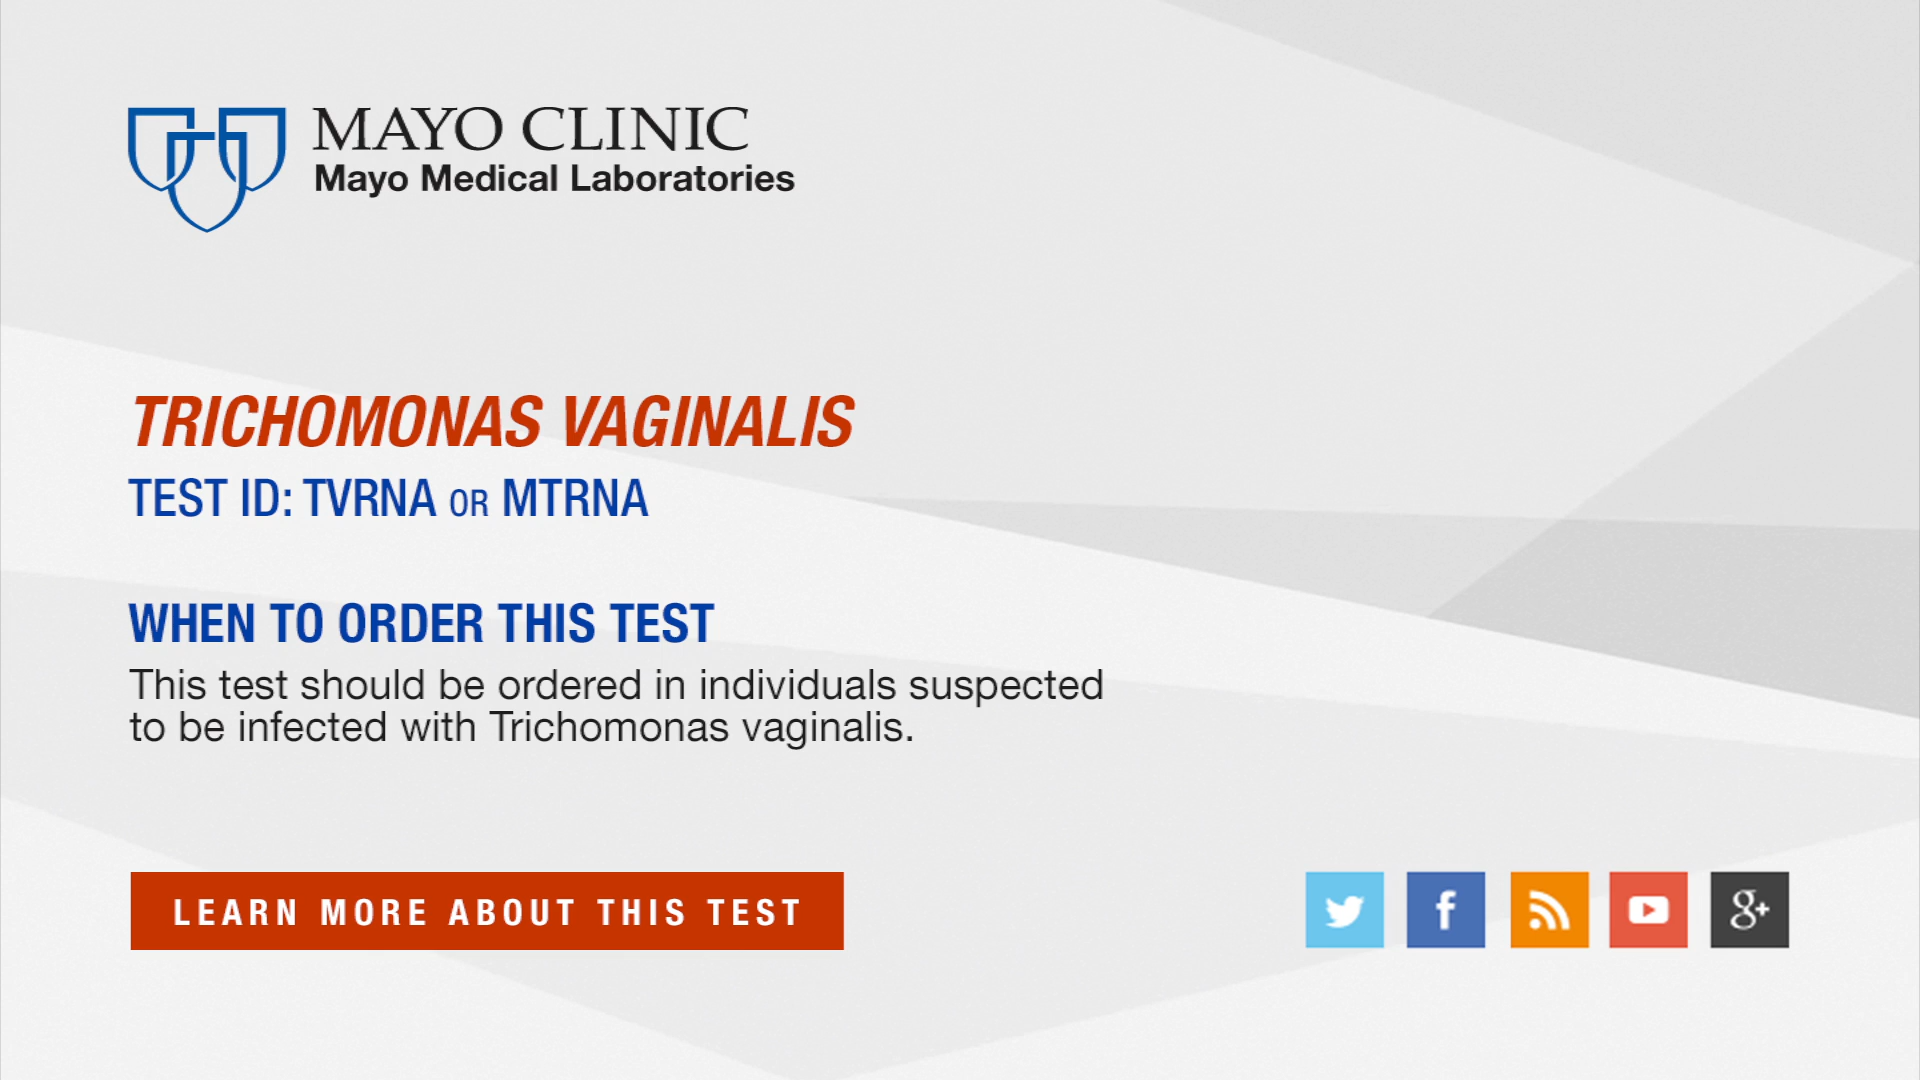 MAYO CLINIC
Mayo Medical Laboratories
TRICHOMONAS VAGINALIS
TEST ID: TVRNA OR MTRNA
WHEN TO ORDER THIS TEST
This test should be ordered in individuals suspected
to be infected with Trichomonas vaginalis.
LEARN MORE ABOUT THIS TEST
f
g+